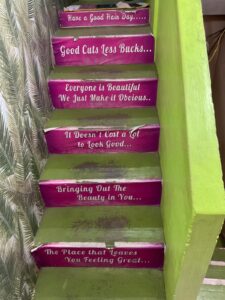 Have a Good Hair Day.....
Good Cuts Less Bucks...
Everyone is Beautiful
We Just Make it Obvious..
It Doesn't Cost a Lot
to Look Good...
Bringing Out The
Beauty in You...
The Place that Leaves
You Feeling Great...